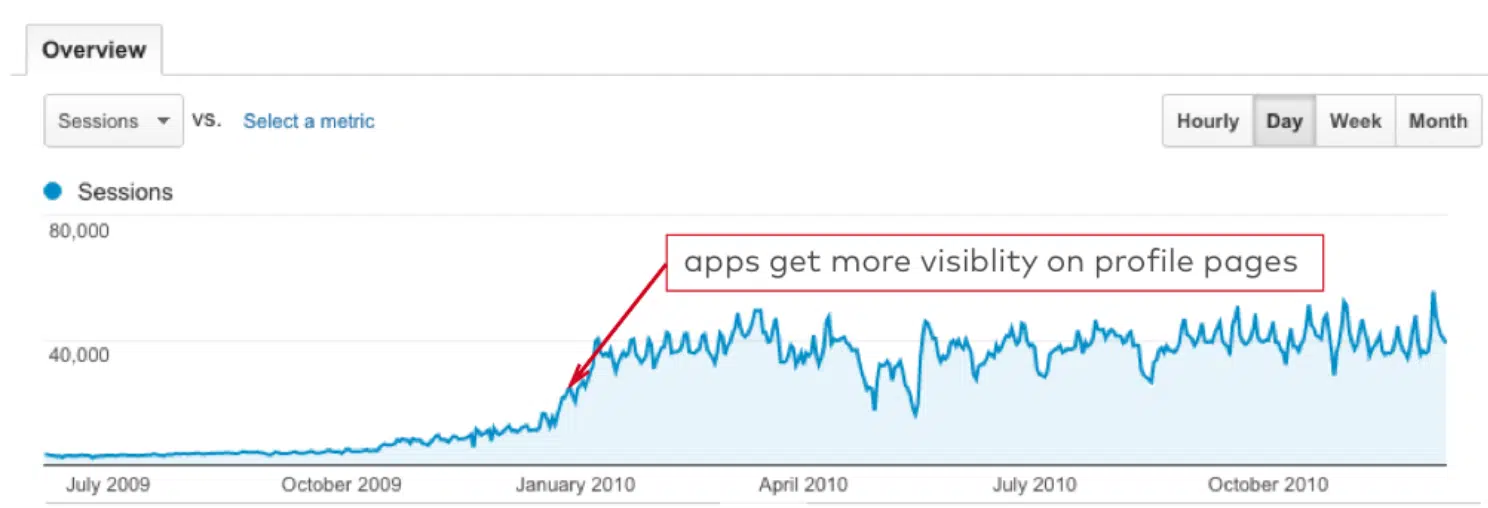 Overview
Sessions vs. Select a metric Hourly Day Week Month
Sessions
80,000
apps get more visiblity on profile pages
40,000
July 2009 October 2009 January 2010 April 2010 July 2010 October 2010